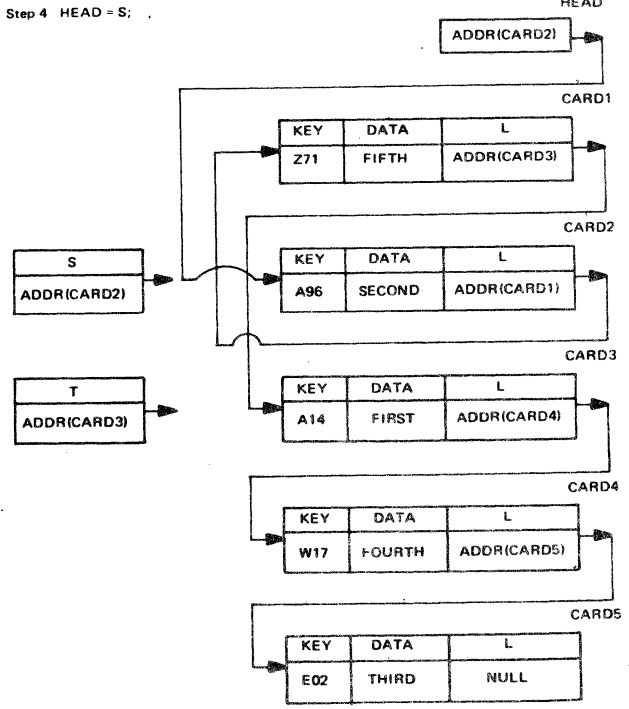 Step 4 HEAD = S;
HEAD
ADDR(CARD2)
CARD1
KEY DATA L
Z71 FIFTH ADDR(CARD3)
CARD2
KEY DATA L
A96 SECOND ADDR(CARD1)
S
ADDR(CARD2)
CARD3
KEY DATA L
A14 FIRST ADDR(CARD4)
T
ADDR(CARD3)
CARD4
KEY DATA L
W17 FOURTH ADDR(CARD5)
CARD5
KEY DATA L
E02 THIRD NULL